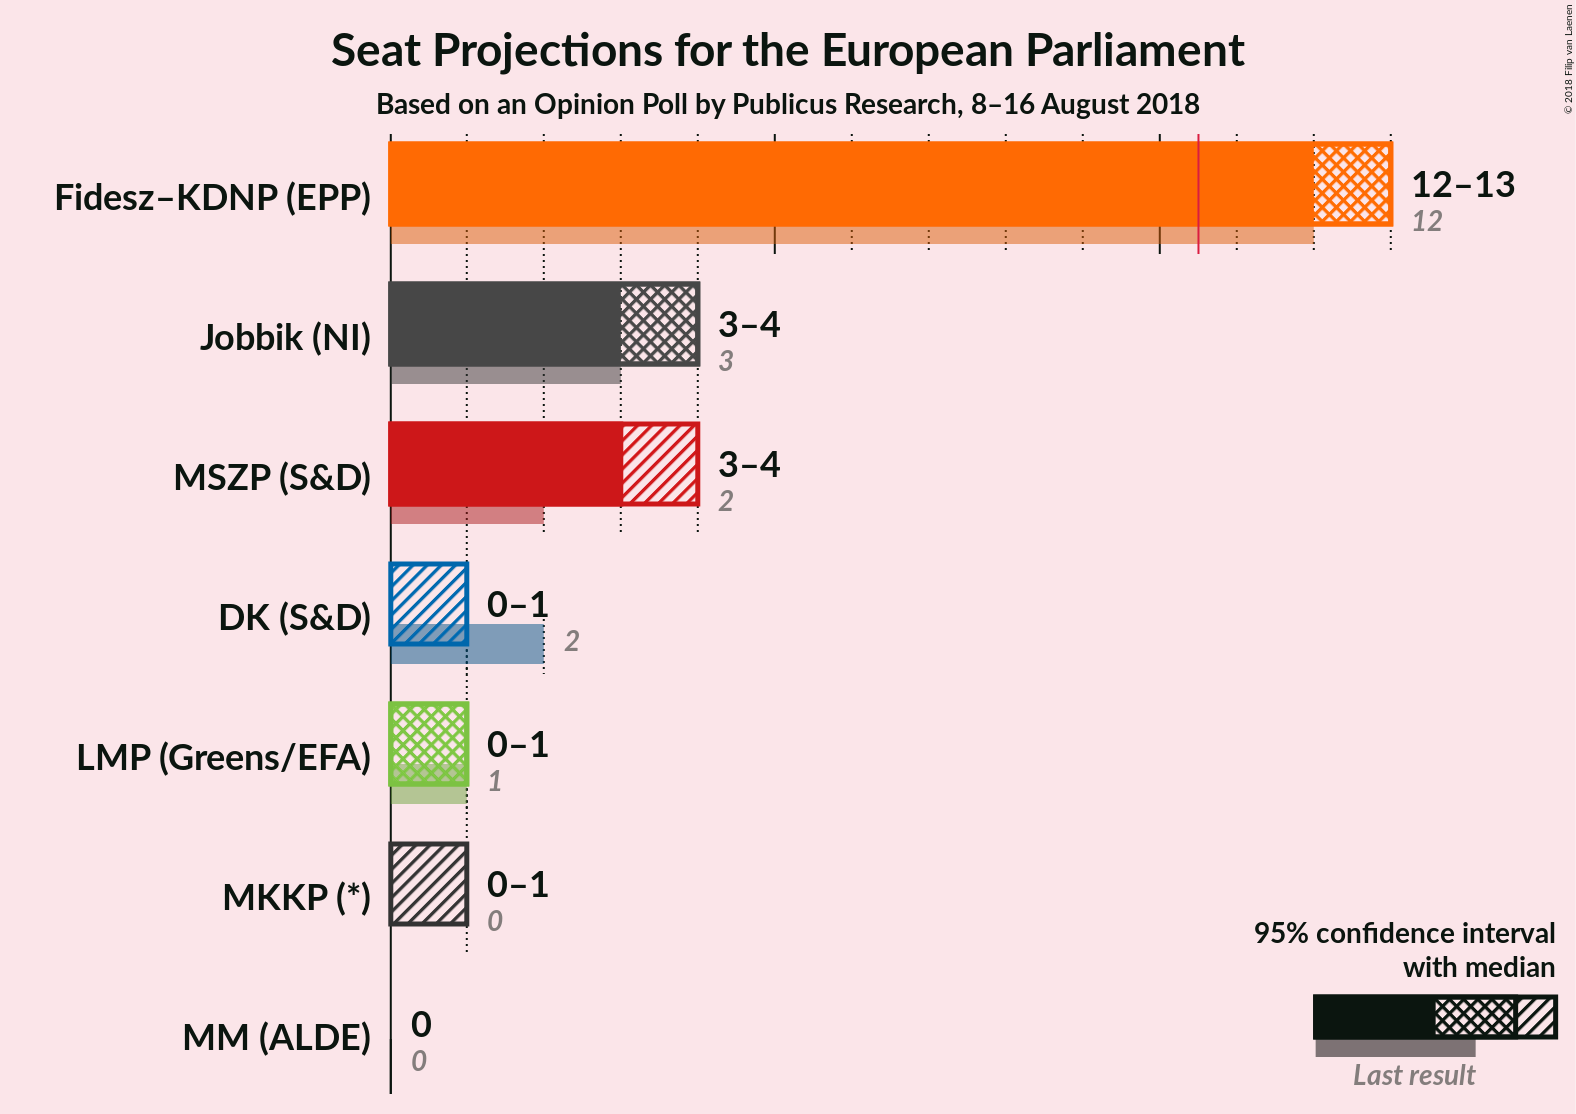 Seat Projections for the European Parliament
Based on an Opinion Poll by Publicus Research, 8–16 August 2018
© 2018 Filip van Laenen
Fidesz–KDNP (EPP)
12–13
12
Jobbik (NI)
3–4
3
MSZP (S&D)
3–4
2
DK (S&D)
0–1
2
LMP (Greens/EFA)
0–1
1
MKKP (*)
0–1
0
MM (ALDE)
0
0
95% confidence interval
with median
Last result